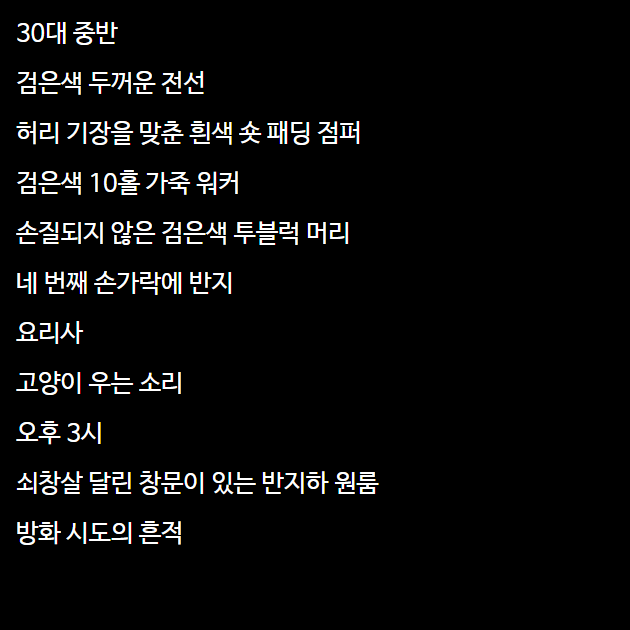 30대 중반
검은색 두꺼운 전선
허리 기장을 맞춘 흰색 숏 패딩 점퍼
검은색 10홀 가죽 워커
손질되지 않은 검은색 투블럭 머리
네 번째 손가락에 반지
요리사
고양이 우는 소리
오후 3시
쇠창살 달린 창문이 있는 반지하 원룸
방화 시도의 흔적